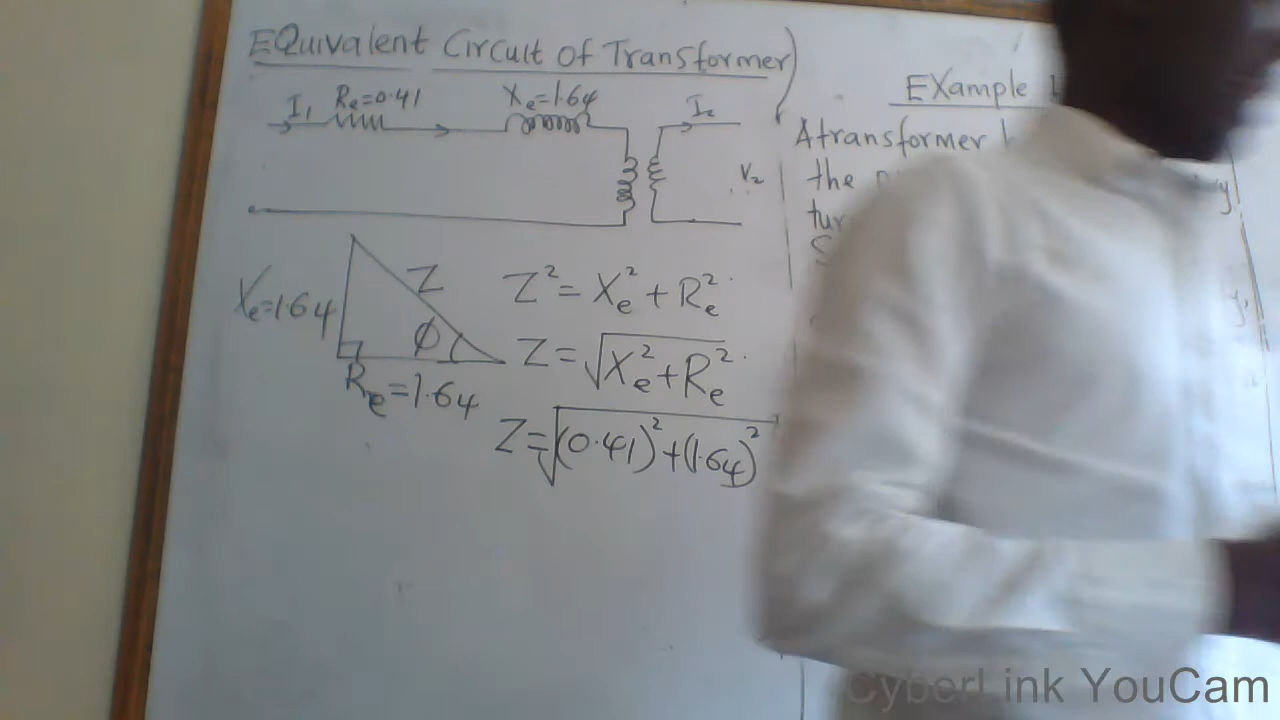 EQuivalent Circuit of Transformer
I₁ Re=0.41 Xe=1.64 I₂
V₂
Xe=1.64 Z
ϕ
Re=1.64
Z² = Xe² + Re²
Z = √Xe² + Re²
Z = √(0.41)² + (1.64)²
EXample
A transformer
the
CyberLink YouCam